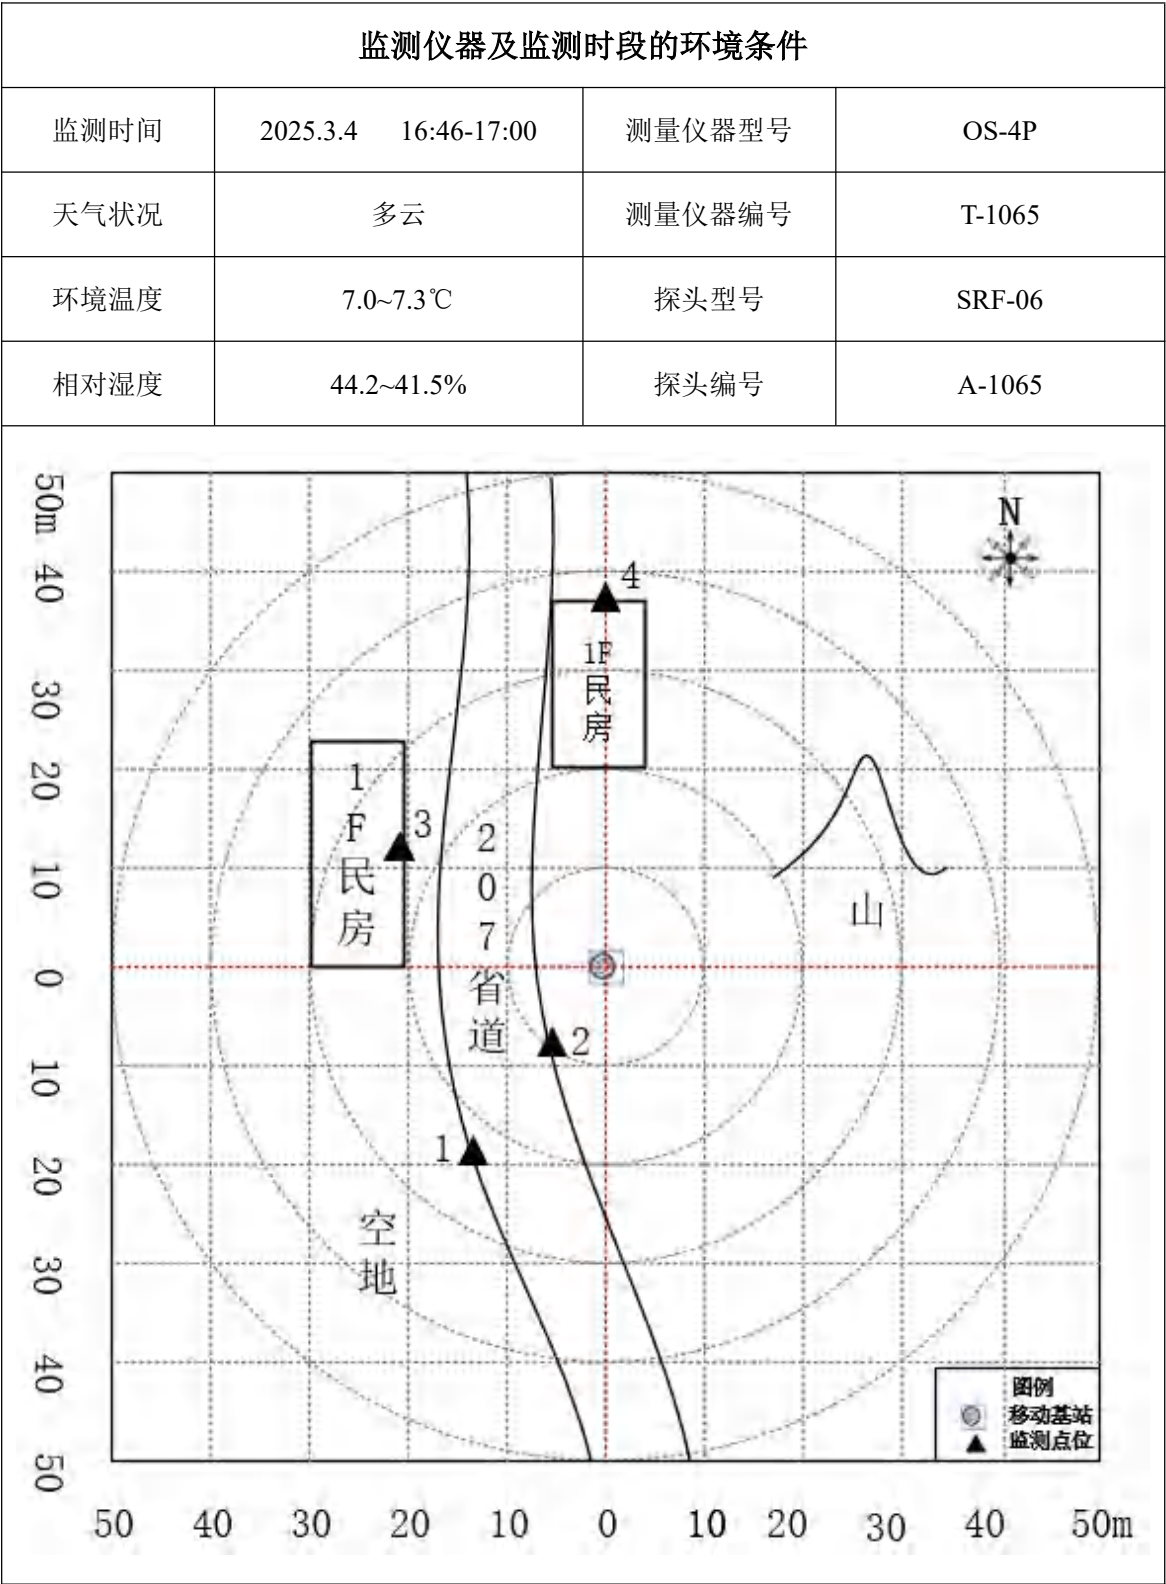 监测仪器及监测时段的环境条件
监测时间 2025.3.4 16:46-17:00 测量仪器型号 OS-4P
天气状况 多云 测量仪器编号 T-1065
环境温度 7.0~7.3℃ 探头型号 SRF-06
相对湿度 44.2~41.5% 探头编号 A-1065
50m
40
30
20
10
0
10
20
30
40
50
N
4
1F民房
1F民房
3
207省道
山
2
1
空地
图例
移动基站
监测点位
50 40 30 20 10 0 10 20 30 40 50m